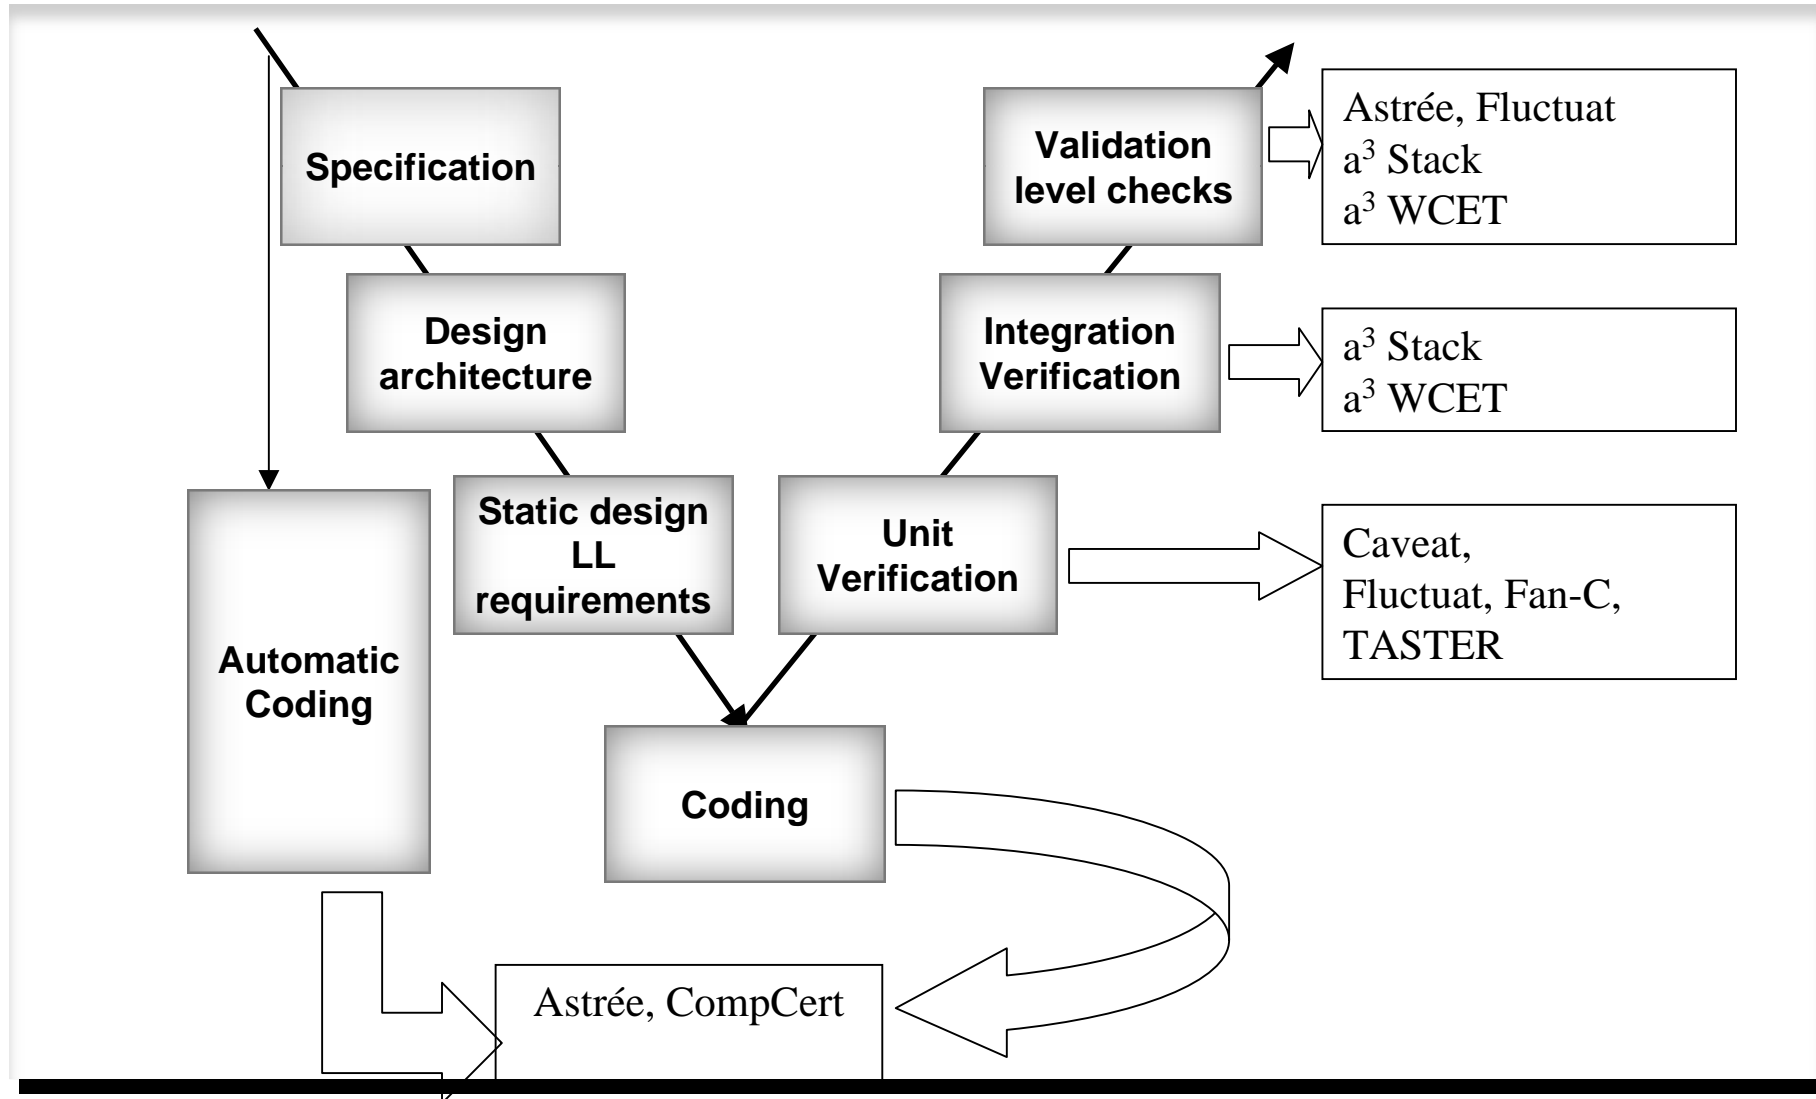 Specification
Design
architecture
Static design
LL
requirements
Automatic
Coding
Coding
Unit
Verification
Integration
Verification
Validation
level checks
Astrée, Fluctuat
a³ Stack
a³ WCET
a³ Stack
a³ WCET
Caveat,
Fluctuat, Fan-C,
TASTER
Astrée, CompCert